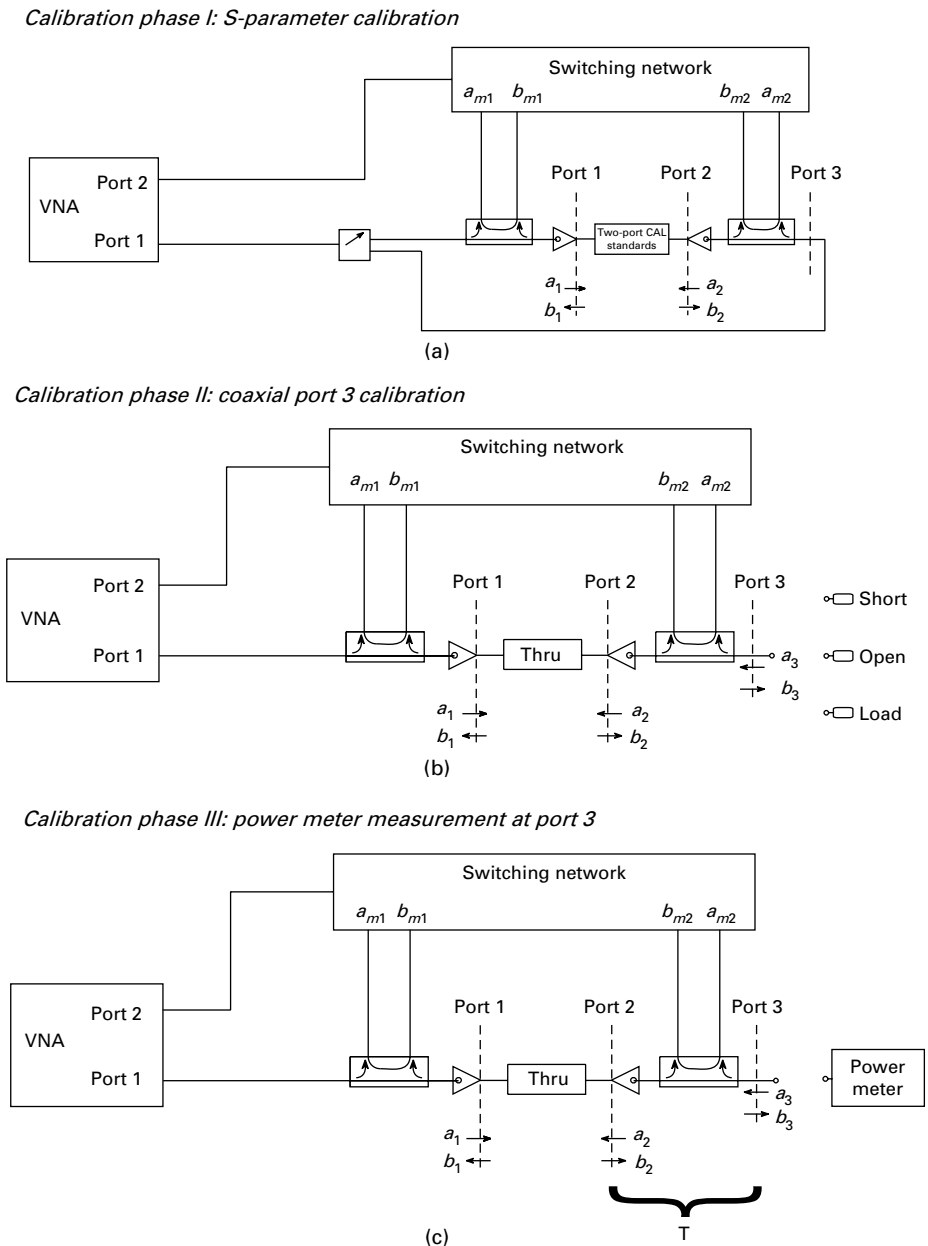 Calibration phase I: S-parameter calibration
Switching network
a_m1 b_m1 b_m2 a_m2
Port 2
VNA
Port 1
Port 1 Port 2 Port 3
Two-port CAL
standards
a_1 a_2
b_1 b_2
(a)
Calibration phase II: coaxial port 3 calibration
Switching network
a_m1 b_m1 b_m2 a_m2
Port 2
VNA
Port 1
Port 1 Port 2 Port 3
Short
Thru
Open
a_3
b_3
Load
a_1 a_2
b_1 b_2
(b)
Calibration phase III: power meter measurement at port 3
Switching network
a_m1 b_m1 b_m2 a_m2
Port 2
VNA
Port 1
Port 1 Port 2 Port 3
Thru
Power
meter
a_3
b_3
a_1 a_2
b_1 b_2
T
(c)